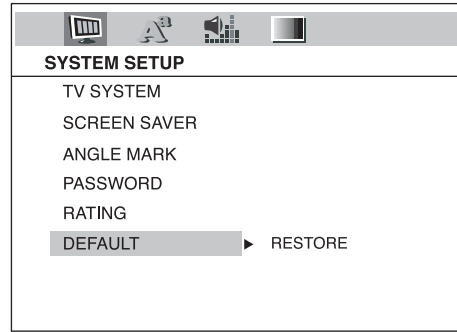 SYSTEM SETUP
TV SYSTEM
SCREEN SAVER
ANGLE MARK
PASSWORD
RATING
DEFAULT ▶ RESTORE